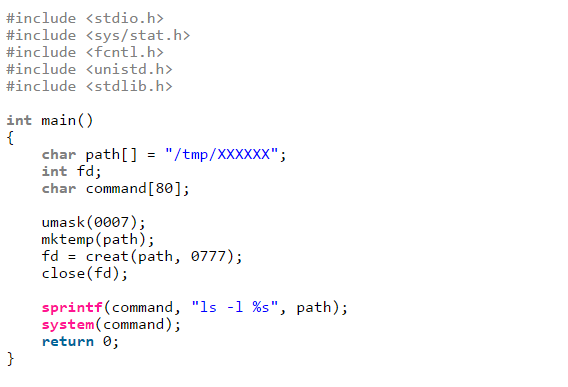 #include <stdio.h>
#include <sys/stat.h>
#include <fcntl.h>
#include <unistd.h>
#include <stdlib.h>

int main()
{
    char path[] = "/tmp/XXXXXX";
    int fd;
    char command[80];

    umask(0007);
    mktemp(path);
    fd = creat(path, 0777);
    close(fd);

    sprintf(command, "ls -l %s", path);
    system(command);
    return 0;
}